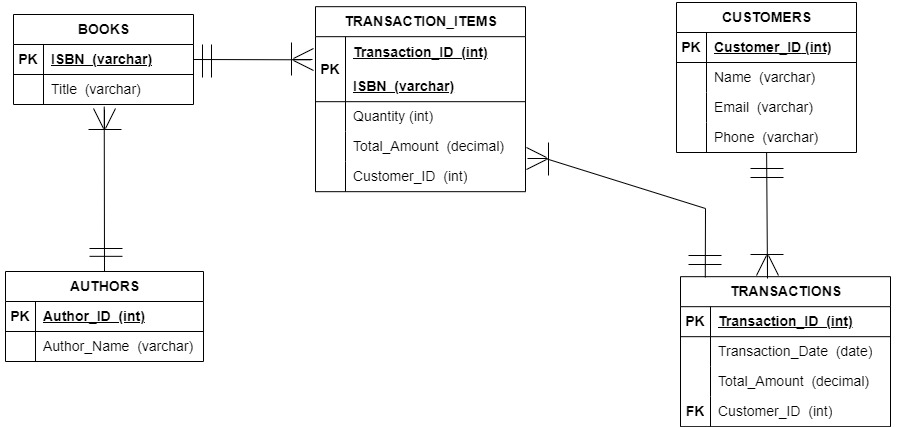 BOOKS
PK ISBN (varchar)
Title (varchar)
TRANSACTION_ITEMS
PK
Transaction_ID (int)
ISBN (varchar)
Quantity (int)
Total_Amount (decimal)
Customer_ID (int)
CUSTOMERS
PK Customer_ID (int)
Name (varchar)
Email (varchar)
Phone (varchar)
AUTHORS
PK Author_ID (int)
Author_Name (varchar)
TRANSACTIONS
PK Transaction_ID (int)
Transaction_Date (date)
Total_Amount (decimal)
FK Customer_ID (int)